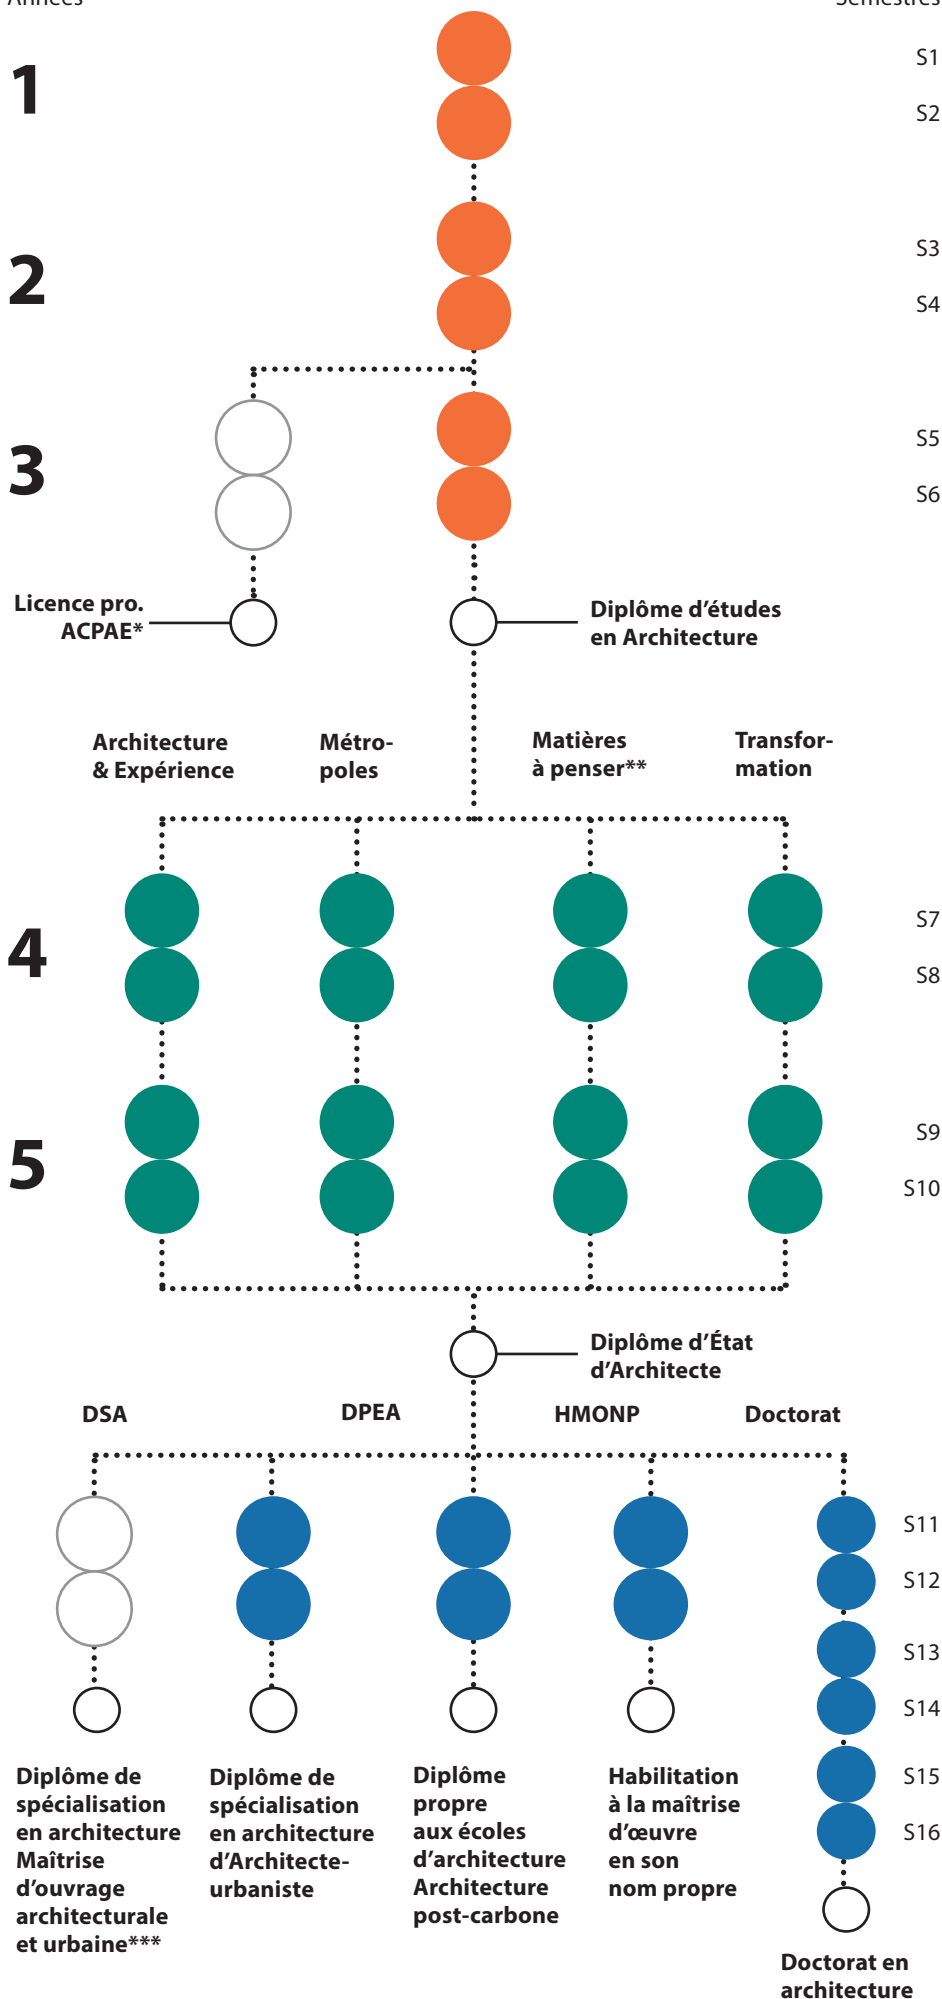 Années
Semestres
1
S1
S2
2
S3
S4
3
S5
S6
Licence pro.
ACPAE*
Diplôme d’études
en Architecture
Architecture
& Expérience
Métro-
poles
Matières
à penser**
Transfor-
mation
4
S7
S8
5
S9
S10
Diplôme d’État
d’Architecte
DSA
DPEA
HMONP
Doctorat
S11
S12
S13
S14
S15
S16
Diplôme de
spécialisation
en architecture
Maîtrise
d’ouvrage
architecturale
et urbaine***
Diplôme de
spécialisation
en architecture
d’Architecte-
urbaniste
Diplôme
propre
aux écoles
d’architecture
Architecture
post-carbone
Habilitation
à la maîtrise
d’œuvre
en son
nom propre
Doctorat en
architecture